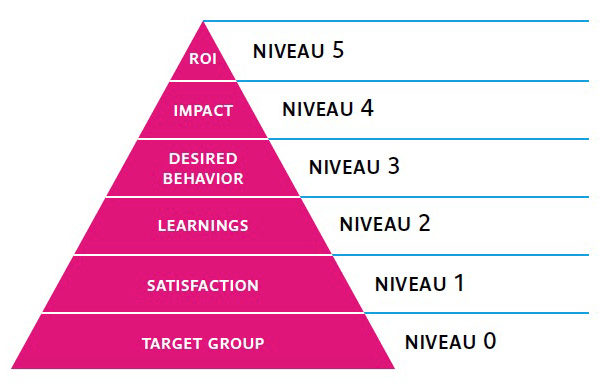 ROI
NIVEAU 5
IMPACT
NIVEAU 4
DESIRED
BEHAVIOR
NIVEAU 3
LEARNINGS
NIVEAU 2
SATISFACTION
NIVEAU 1
TARGET GROUP
NIVEAU 0